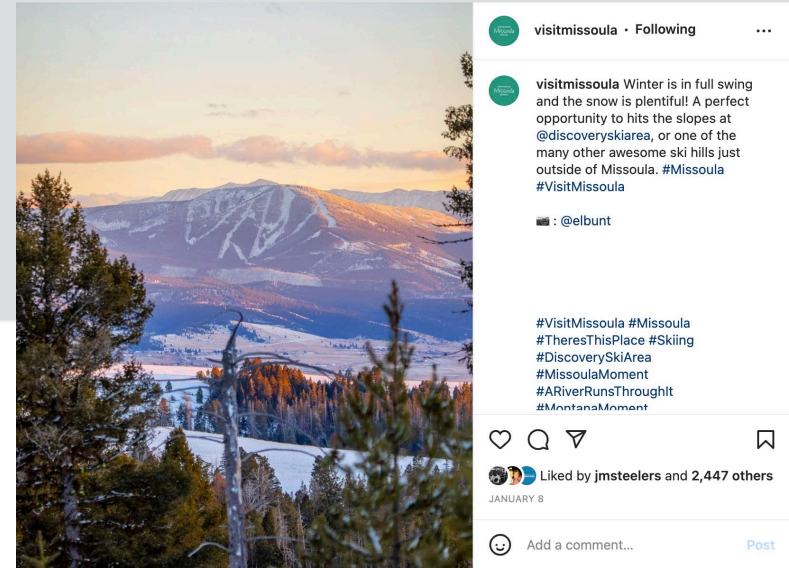 visitmissoula • Following
visitmissoula Winter is in full swing
and the snow is plentiful! A perfect
opportunity to hits the slopes at
@discoveryskiarea, or one of the
many other awesome ski hills just
outside of Missoula. #Missoula
#VisitMissoula
📷 : @elbunt
#VisitMissoula #Missoula
#TheresThisPlace #Skiing
#DiscoverySkiArea
#MissoulaMoment
#ARiverRunsThroughIt
#MontanaMoment
Liked by jmsteelers and 2,447 others
JANUARY 8
Add a comment... Post